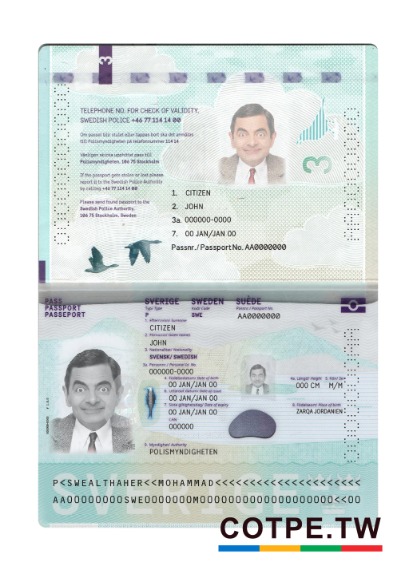 3
TELEPHONE NO. FOR CHECK OF VALIDITY,
SWEDISH POLICE +46 77 114 14 00
Om passet blir stulet eller tappas bort ska det anmälas
till Polismyndigheten på telefonnummer 114 14
Vänligen skicka upphittat pass till
Polismyndigheten, 106 75 Stockholm.
If the passport gets stolen or lost please
report it to the Swedish Police Authority
by calling +46 77 114 14 00
Please send found passport to the
Swedish Police Authority,
106 75 Stockholm, Sweden
3
1. CITIZEN
2. JOHN
3a. 000000-0000
7. 00 JAN/JAN 00
Passnr./Passport No. AA0000000
PASS SVERIGE SWEDEN SUÈDE
PASSPORT
PASSEPORT
P SWE AA0000000
CITIZEN
JOHN
SVENSK/SWEDISH
000000-0000
00 JAN/JAN 00 000 CM M/M
00 JAN/JAN 00
00 JAN/JAN 00 ZARQA JORDANIEN
000000
POLISMYNDIGHETEN
SVERIGE
COTPE.TW